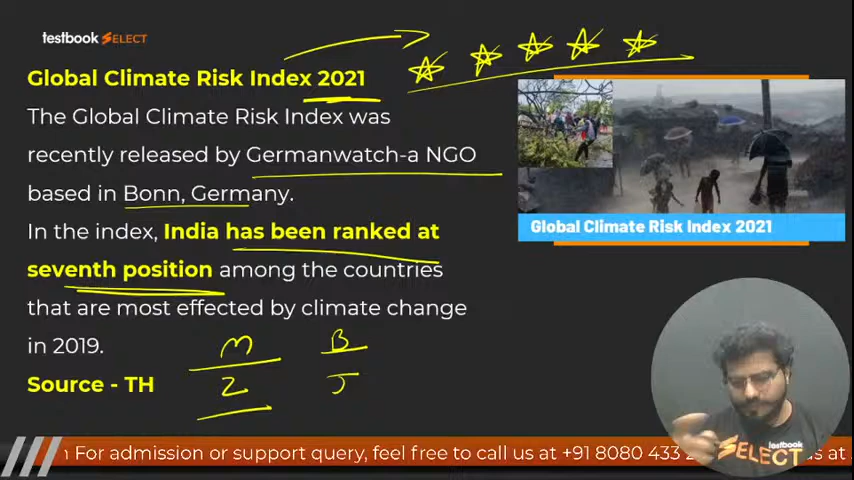 testbook SELECT
Global Climate Risk Index 2021
The Global Climate Risk Index was
recently released by Germanwatch-a NGO
based in Bonn, Germany.
In the index, India has been ranked at
seventh position among the countries
that are most effected by climate change
in 2019.
Source - TH
M B
Z J
Global Climate Risk Index 2021
testbook
SELECT
For admission or support query, feel free to call us at +91 8080 433 at